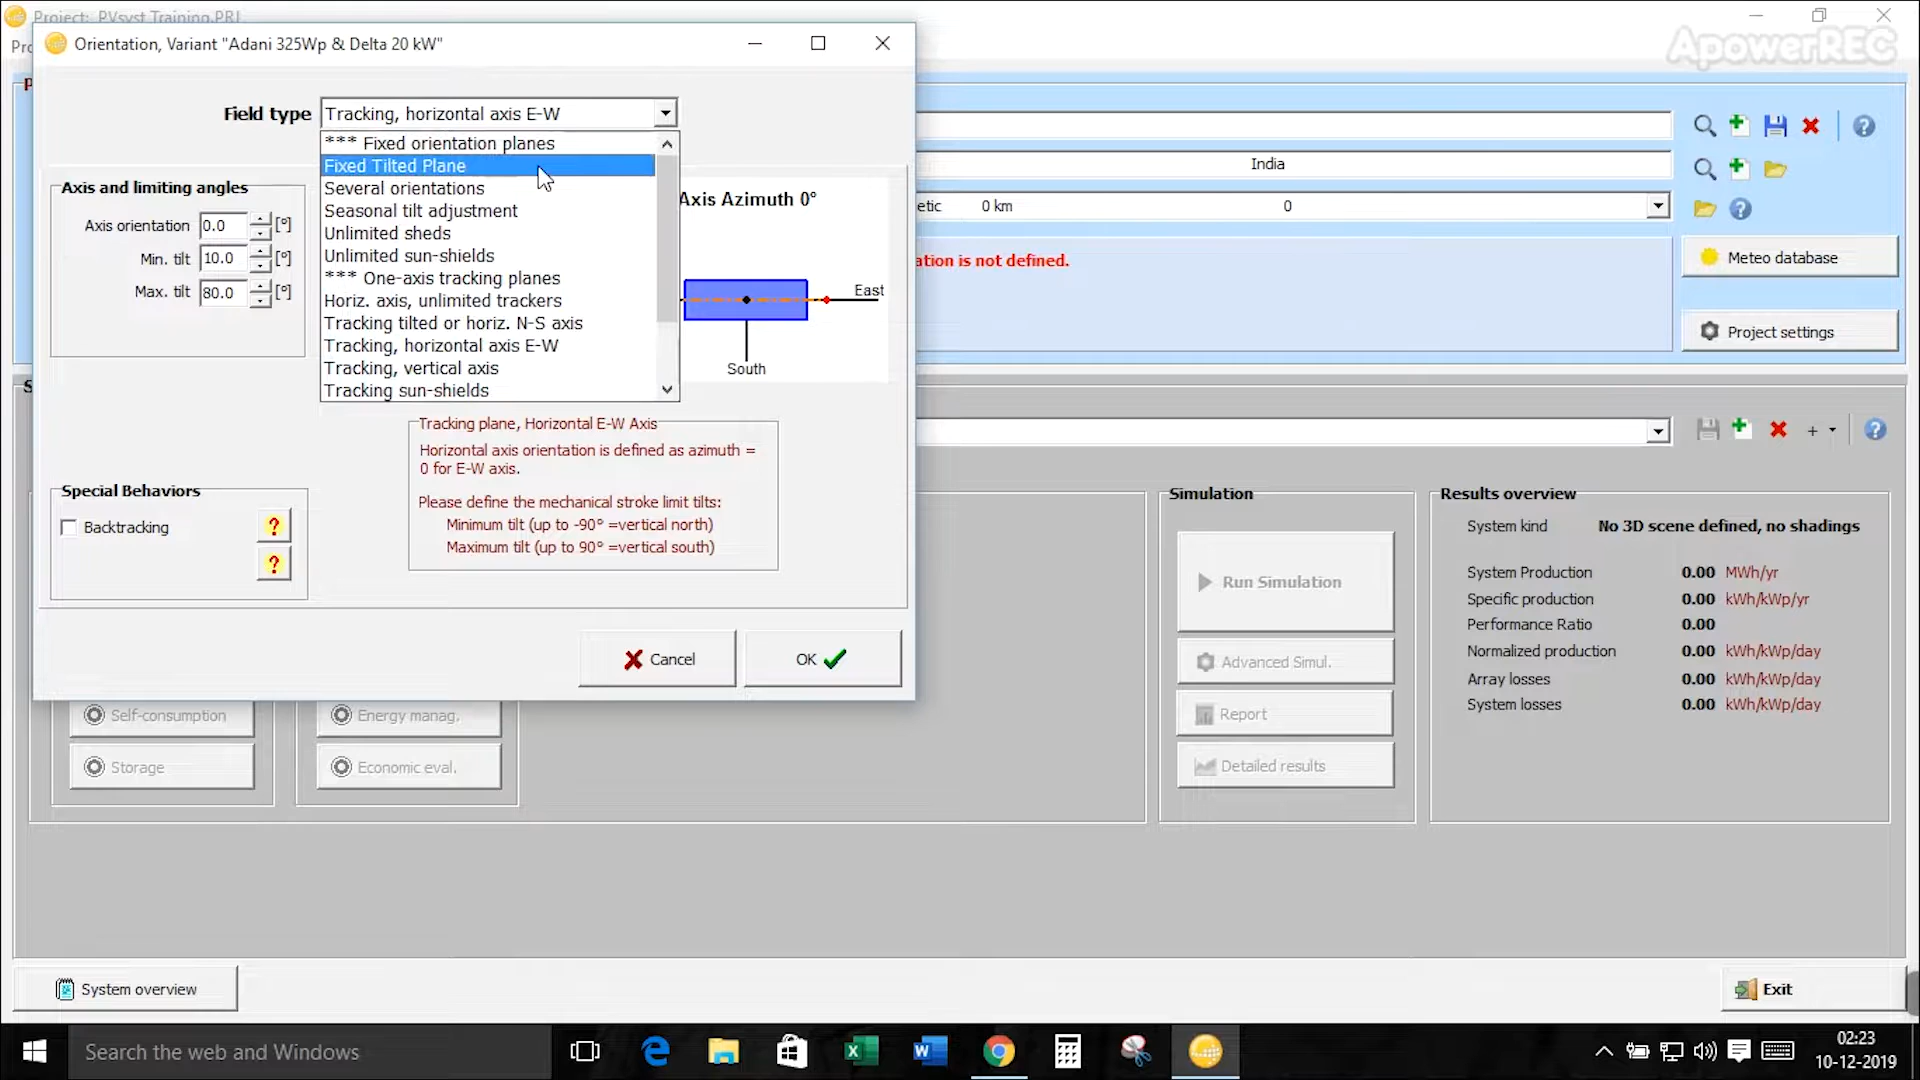 Project: PVsyst Training.PRJ
ApowerREC
Orientation, Variant "Adani 325Wp & Delta 20 kW"
Field type
Tracking, horizontal axis E-W
*** Fixed orientation planes
Fixed Tilted Plane
Several orientations
Seasonal tilt adjustment
Unlimited sheds
Unlimited sun-shields
*** One-axis tracking planes
Horiz. axis, unlimited trackers
Tracking tilted or horiz. N-S axis
Tracking, horizontal axis E-W
Tracking, vertical axis
Tracking sun-shields
Axis and limiting angles
Axis orientation 0.0 [°]
Min. tilt 10.0 [°]
Max. tilt 80.0 [°]
Axis Azimuth 0°
East
South
Tracking plane, Horizontal E-W Axis
Horizontal axis orientation is defined as azimuth =
0 for E-W axis.
Please define the mechanical stroke limit tilts:
Minimum tilt (up to -90° =vertical north)
Maximum tilt (up to 90° =vertical south)
Special Behaviors
Backtracking
?
?
Cancel
OK
India
etic 0 km 0
ation is not defined.
Meteo database
Project settings
Self-consumption
Energy manag.
Storage
Economic eval.
Simulation
Run Simulation
Advanced Simul.
Report
Detailed results
Results overview
System kind No 3D scene defined, no shadings
System Production 0.00 MWh/yr
Specific production 0.00 kWh/kWp/yr
Performance Ratio 0.00
Normalized production 0.00 kWh/kWp/day
Array losses 0.00 kWh/kWp/day
System losses 0.00 kWh/kWp/day
System overview
Exit
Search the web and Windows
02:23
10-12-2019